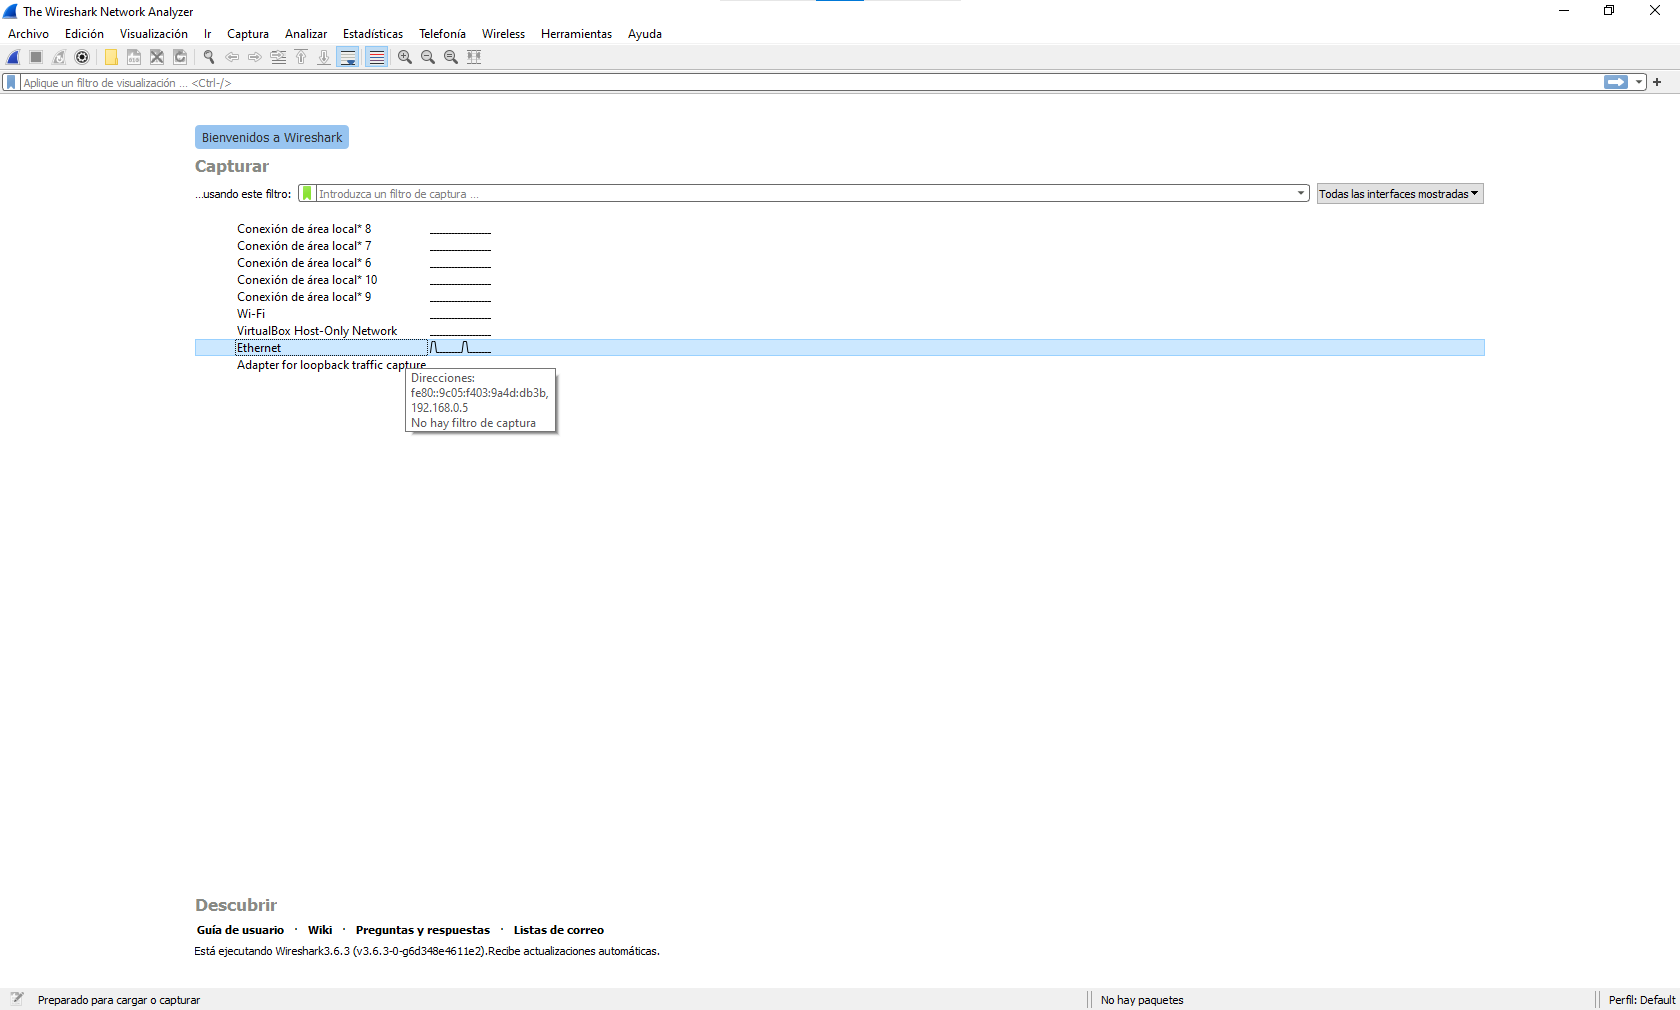 The Wireshark Network Analyzer
Archivo Edición Visualización Ir Captura Analizar Estadísticas Telefonía Wireless Herramientas Ayuda
Aplique un filtro de visualización ... <Ctrl-/>
Bienvenidos a Wireshark
Capturar
...usando este filtro: Introduzca un filtro de captura ... Todas las interfaces mostradas
Conexión de área local* 8
Conexión de área local* 7
Conexión de área local* 6
Conexión de área local* 10
Conexión de área local* 9
Wi-Fi
VirtualBox Host-Only Network
Ethernet
Adapter for loopback traffic capture
Direcciones:
fe80::9c05:f403:9a4d:db3b,
192.168.0.5
No hay filtro de captura
Descubrir
Guía de usuario · Wiki · Preguntas y respuestas · Listas de correo
Está ejecutando Wireshark3.6.3 (v3.6.3-0-g6d348e4611e2).Recibe actualizaciones automáticas.
Preparado para cargar o capturar No hay paquetes Perfil: Default